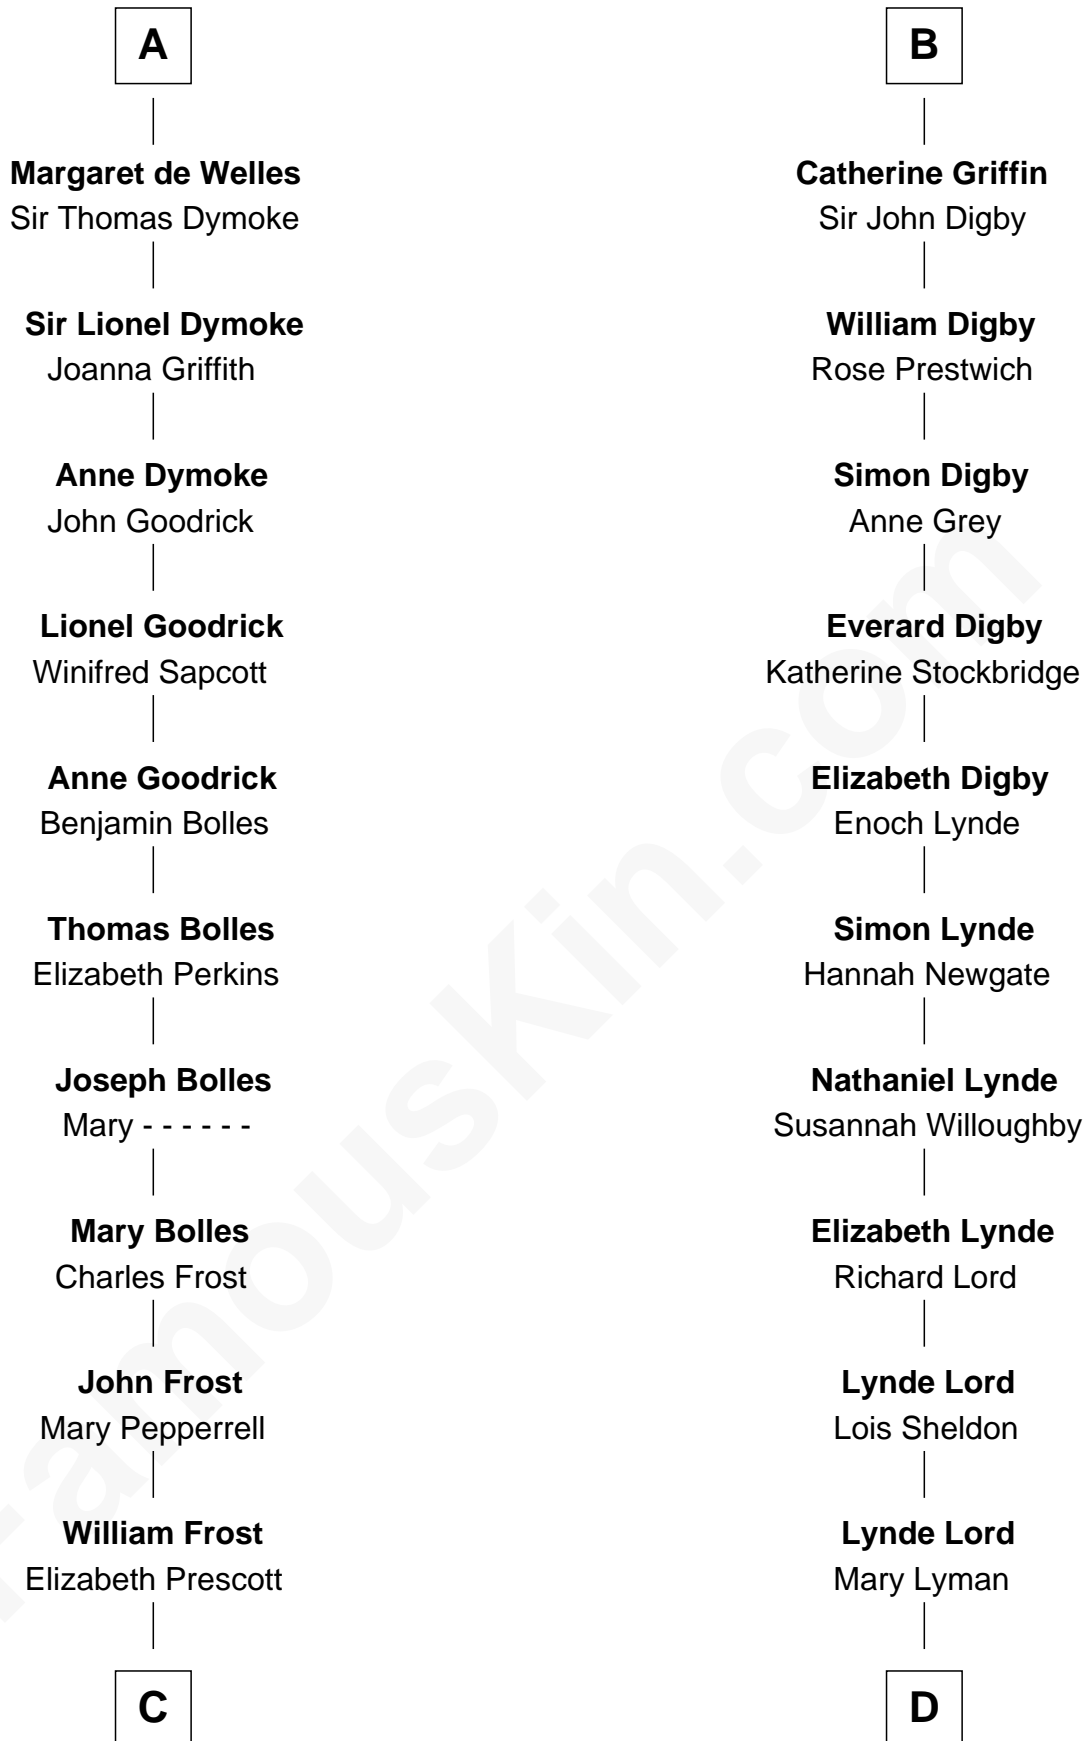 A
Margaret de Welles
Sir Thomas Dymoke
Sir Lionel Dymoke
Joanna Griffith
Anne Dymoke
John Goodrick
Lionel Goodrick
Winifred Sapcott
Anne Goodrick
Benjamin Bolles
Thomas Bolles
Elizabeth Perkins
Joseph Bolles
Mary - - - - - -
Mary Bolles
Charles Frost
John Frost
Mary Pepperrell
William Frost
Elizabeth Prescott
C
B
Catherine Griffin
Sir John Digby
William Digby
Rose Prestwich
Simon Digby
Anne Grey
Everard Digby
Katherine Stockbridge
Elizabeth Digby
Enoch Lynde
Simon Lynde
Hannah Newgate
Nathaniel Lynde
Susannah Willoughby
Elizabeth Lynde
Richard Lord
Lynde Lord
Lois Sheldon
Lynde Lord
Mary Lyman
D
FamousKin.com